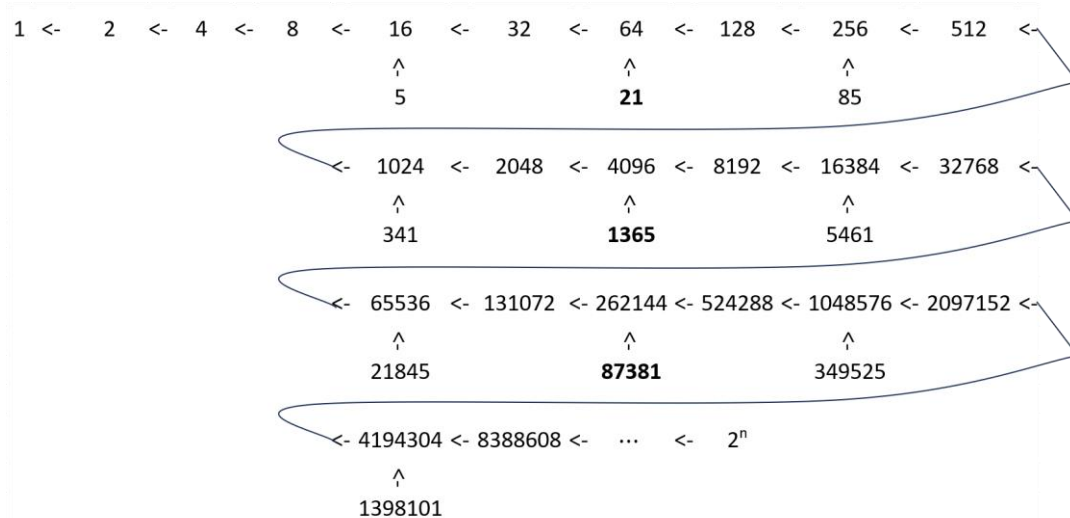 1 <- 2 <- 4 <- 8 <- 16 <- 32 <- 64 <- 128 <- 256 <- 512 <-
^ ^ ^
5 21 85
<- 1024 <- 2048 <- 4096 <- 8192 <- 16384 <- 32768 <-
^ ^ ^
341 1365 5461
<- 65536 <- 131072 <- 262144 <- 524288 <- 1048576 <- 2097152 <-
^ ^ ^
21845 87381 349525
<- 4194304 <- 8388608 <- ... <- 2ⁿ
^
1398101